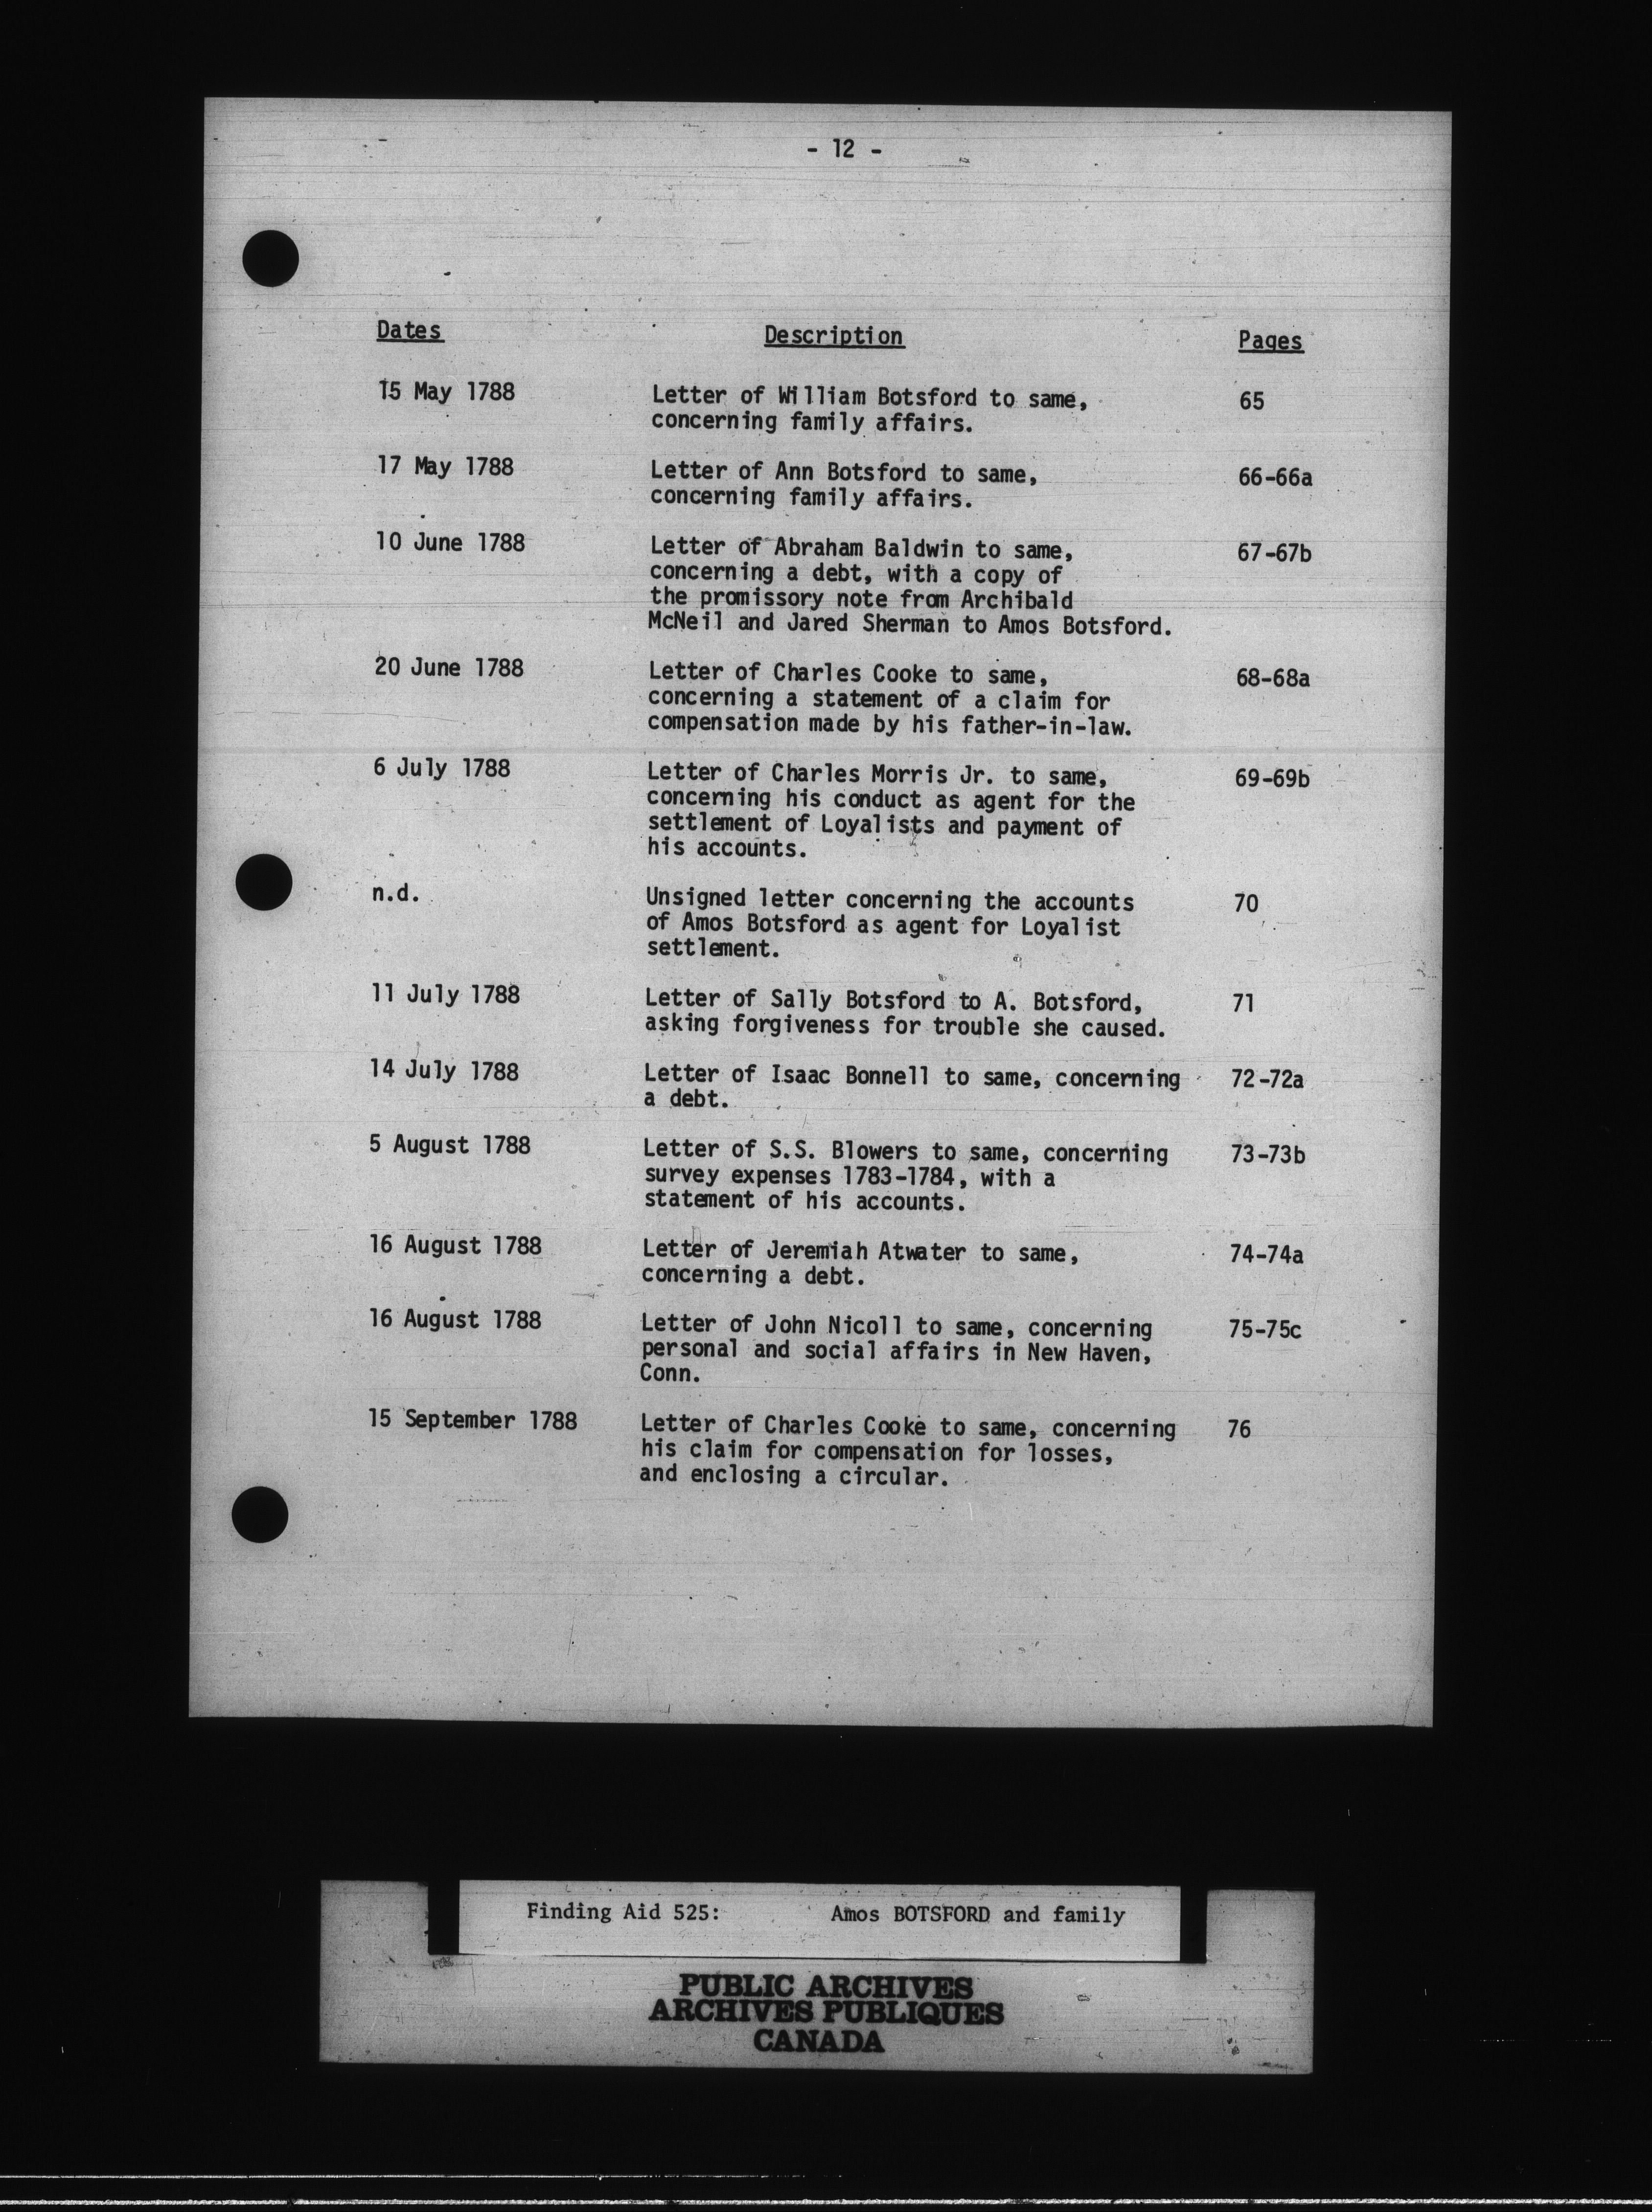 - 12 -
Dates Description Pages
15 May 1788 Letter of William Botsford to same, 65
concerning family affairs.
17 May 1788 Letter of Ann Botsford to same, 66-66a
concerning family affairs.
10 June 1788 Letter of Abraham Baldwin to same, 67-67b
concerning a debt, with a copy of
the promissory note from Archibald
McNeil and Jared Sherman to Amos Botsford.
20 June 1788 Letter of Charles Cooke to same, 68-68a
concerning a statement of a claim for
compensation made by his father-in-law.
6 July 1788 Letter of Charles Morris Jr. to same, 69-69b
concerning his conduct as agent for the
settlement of Loyalists and payment of
his accounts.
n.d. Unsigned letter concerning the accounts 70
of Amos Botsford as agent for Loyalist
settlement.
11 July 1788 Letter of Sally Botsford to A. Botsford, 71
asking forgiveness for trouble she caused.
14 July 1788 Letter of Isaac Bonnell to same, concerning 72-72a
a debt.
5 August 1788 Letter of S.S. Blowers to same, concerning 73-73b
survey expenses 1783-1784, with a
statement of his accounts.
16 August 1788 Letter of Jeremiah Atwater to same, 74-74a
concerning a debt.
16 August 1788 Letter of John Nicoll to same, concerning 75-75c
personal and social affairs in New Haven,
Conn.
15 September 1788 Letter of Charles Cooke to same, concerning 76
his claim for compensation for losses,
and enclosing a circular.
Finding Aid 525: Amos BOTSFORD and family
PUBLIC ARCHIVES
ARCHIVES PUBLIQUES
CANADA